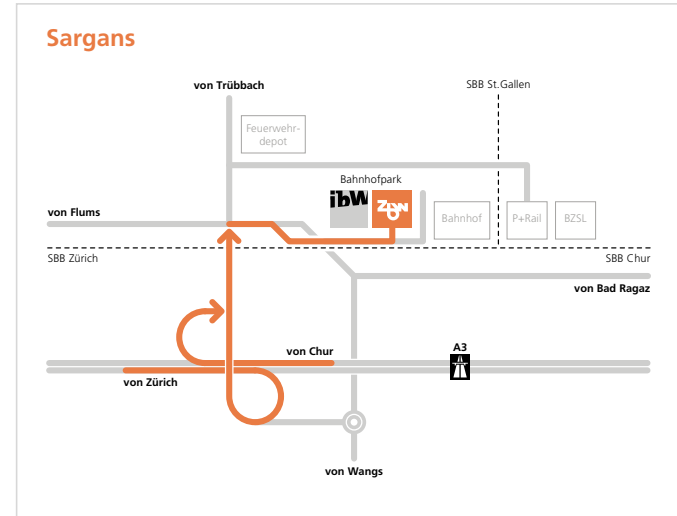 Sargans
von Trübbach
SBB St.Gallen
Feuerwehr-
depot
Bahnhofpark
ibW
ZbW
von Flums
Bahnhof
P+Rail
BZSL
SBB Zürich
SBB Chur
von Bad Ragaz
von Chur
A3
von Zürich
von Wangs